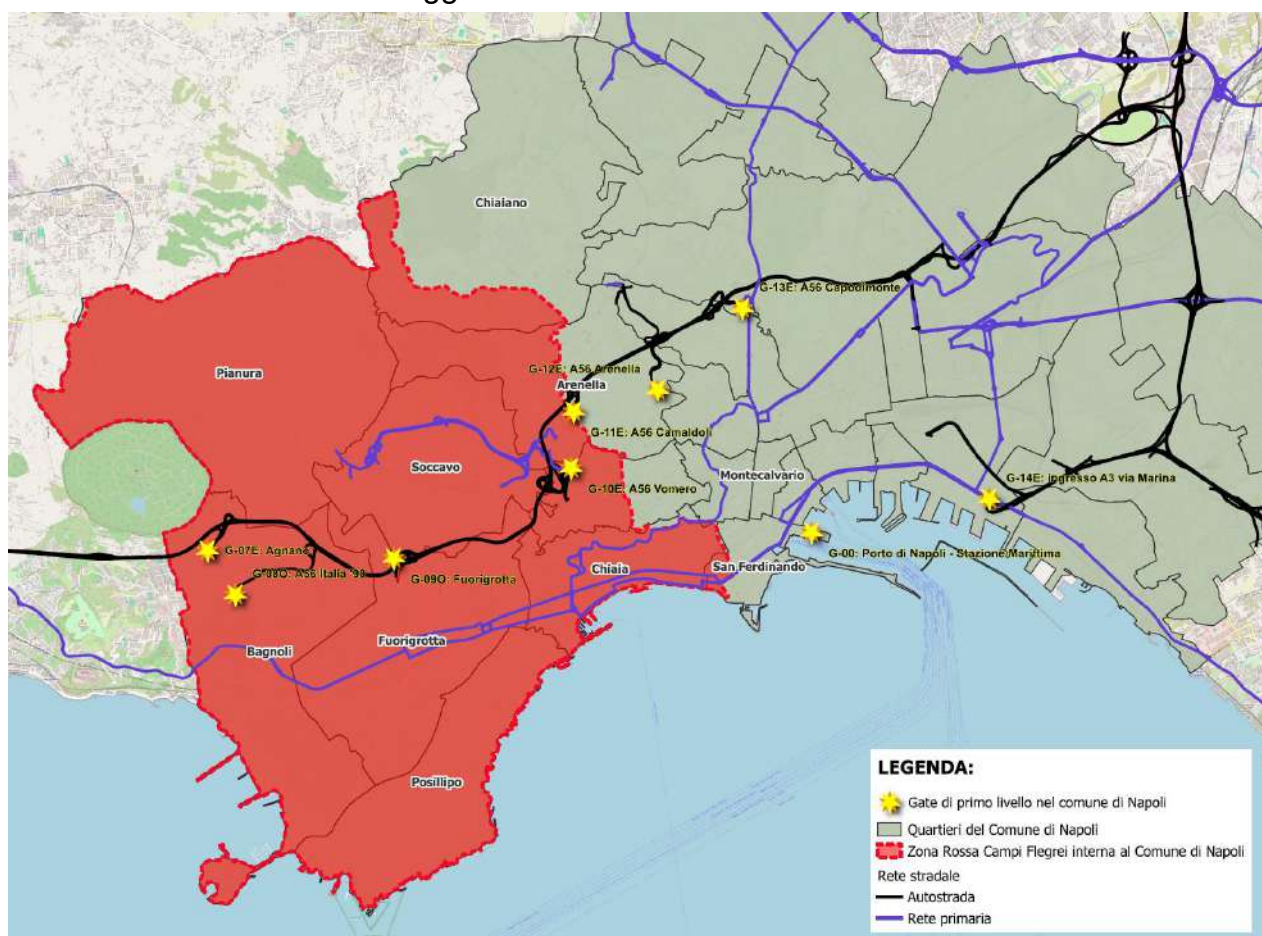 gg
Chiaiano
G-13E: A56 Capodimonte
Pianura
G-12E: A56 Arenella
Arenella
G-11E: A56 Camaldoli
Soccavo
Montecalvario
G-10E: A56 Vomero
G-14E: Ingresso A3 via Marina
G-07E: Agnano
G-09O: Fuorigrotta
G-00: Porto di Napoli - Stazione Marittima
G-08O: A56 Italia '90
Chiaia
San Ferdinando
Fuorigrotta
Bagnoli
Posillipo
LEGENDA:
Gate di primo livello nel comune di Napoli
Quartieri del Comune di Napoli
Zona Rossa Campi Flegrei interna al Comune di Napoli
Rete stradale
Autostrada
Rete primaria